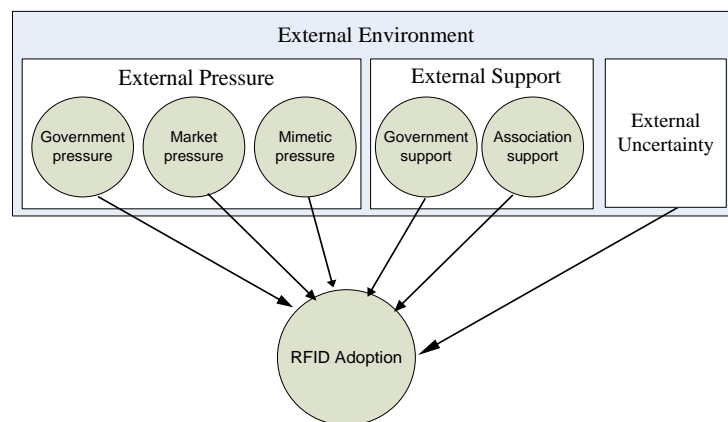 External Environment
External Pressure
Government
pressure
Market
pressure
Mimetic
pressure
External Support
Government
support
Association
support
External
Uncertainty
RFID Adoption